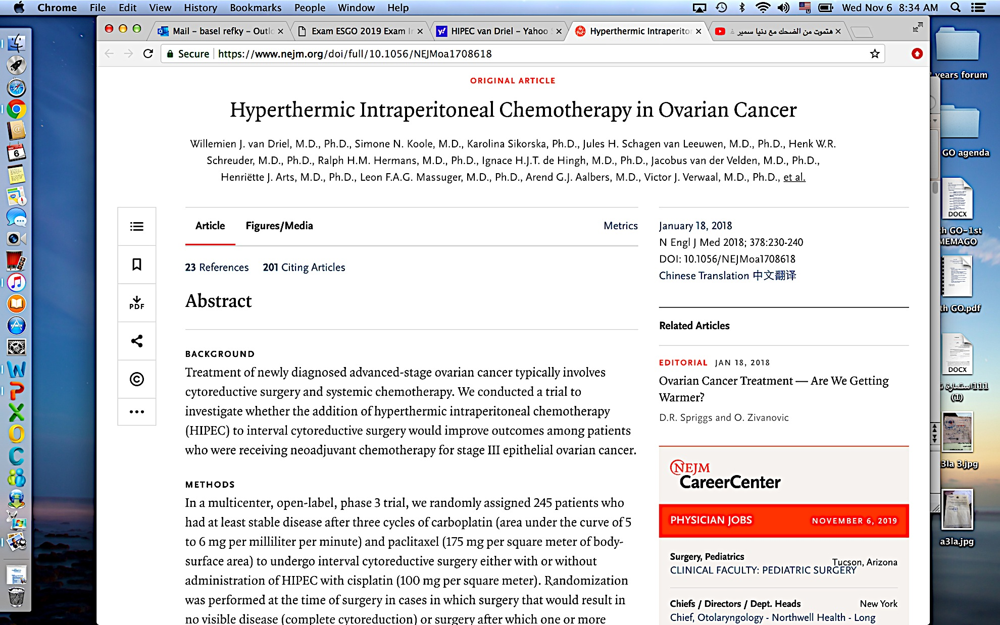 Chrome File Edit View History Bookmarks People Window Help Wed Nov 6 8:34 AM
Mail – basel refky – Outl
Exam ESGO 2019 Exam I
HIPEC van Driel – Yahoo
Hyperthermic Intraperito
هتموت من الضحك مع دنيا سمير
Secure https://www.nejm.org/doi/full/10.1056/NEJMoa1708618
ORIGINAL ARTICLE
Hyperthermic Intraperitoneal Chemotherapy in Ovarian Cancer
Willemien J. van Driel, M.D., Ph.D., Simone N. Koole, M.D., Karolina Sikorska, Ph.D., Jules H. Schagen van Leeuwen, M.D., Ph.D., Henk W.R.
Schreuder, M.D., Ph.D., Ralph H.M. Hermans, M.D., Ph.D., Ignace H.J.T. de Hingh, M.D., Ph.D., Jacobus van der Velden, M.D., Ph.D.,
Henriëtte J. Arts, M.D., Ph.D., Leon F.A.G. Massuger, M.D., Ph.D., Arend G.J. Aalbers, M.D., Victor J. Verwaal, M.D., Ph.D., et al.
PDF
Article Figures/Media Metrics
23 References 201 Citing Articles
Abstract
BACKGROUND
Treatment of newly diagnosed advanced-stage ovarian cancer typically involves
cytoreductive surgery and systemic chemotherapy. We conducted a trial to
investigate whether the addition of hyperthermic intraperitoneal chemotherapy
(HIPEC) to interval cytoreductive surgery would improve outcomes among patients
who were receiving neoadjuvant chemotherapy for stage III epithelial ovarian cancer.
METHODS
In a multicenter, open-label, phase 3 trial, we randomly assigned 245 patients who
had at least stable disease after three cycles of carboplatin (area under the curve of 5
to 6 mg per milliliter per minute) and paclitaxel (175 mg per square meter of body-
surface area) to undergo interval cytoreductive surgery either with or without
administration of HIPEC with cisplatin (100 mg per square meter). Randomization
was performed at the time of surgery in cases in which surgery that would result in
no visible disease (complete cytoreduction) or surgery after which one or more
January 18, 2018
N Engl J Med 2018; 378:230-240
DOI: 10.1056/NEJMoa1708618
Chinese Translation 中文翻译
Related Articles
EDITORIAL JAN 18, 2018
Ovarian Cancer Treatment — Are We Getting
Warmer?
D.R. Spriggs and O. Zivanovic
NEJM
CareerCenter
PHYSICIAN JOBS NOVEMBER 6, 2019
Surgery, Pediatrics
Tucson, Arizona
CLINICAL FACULTY: PEDIATRIC SURGERY
Chiefs / Directors / Dept. Heads New York
Chief, Otolaryngology - Northwell Health - Long
years forum
GO agenda
DOCX
th GO-1st
MEMAGO
th GO.pdf
DOCX
استمارة 111
(1)
a3la 3.jpg
a3la.jpg
NOV
6